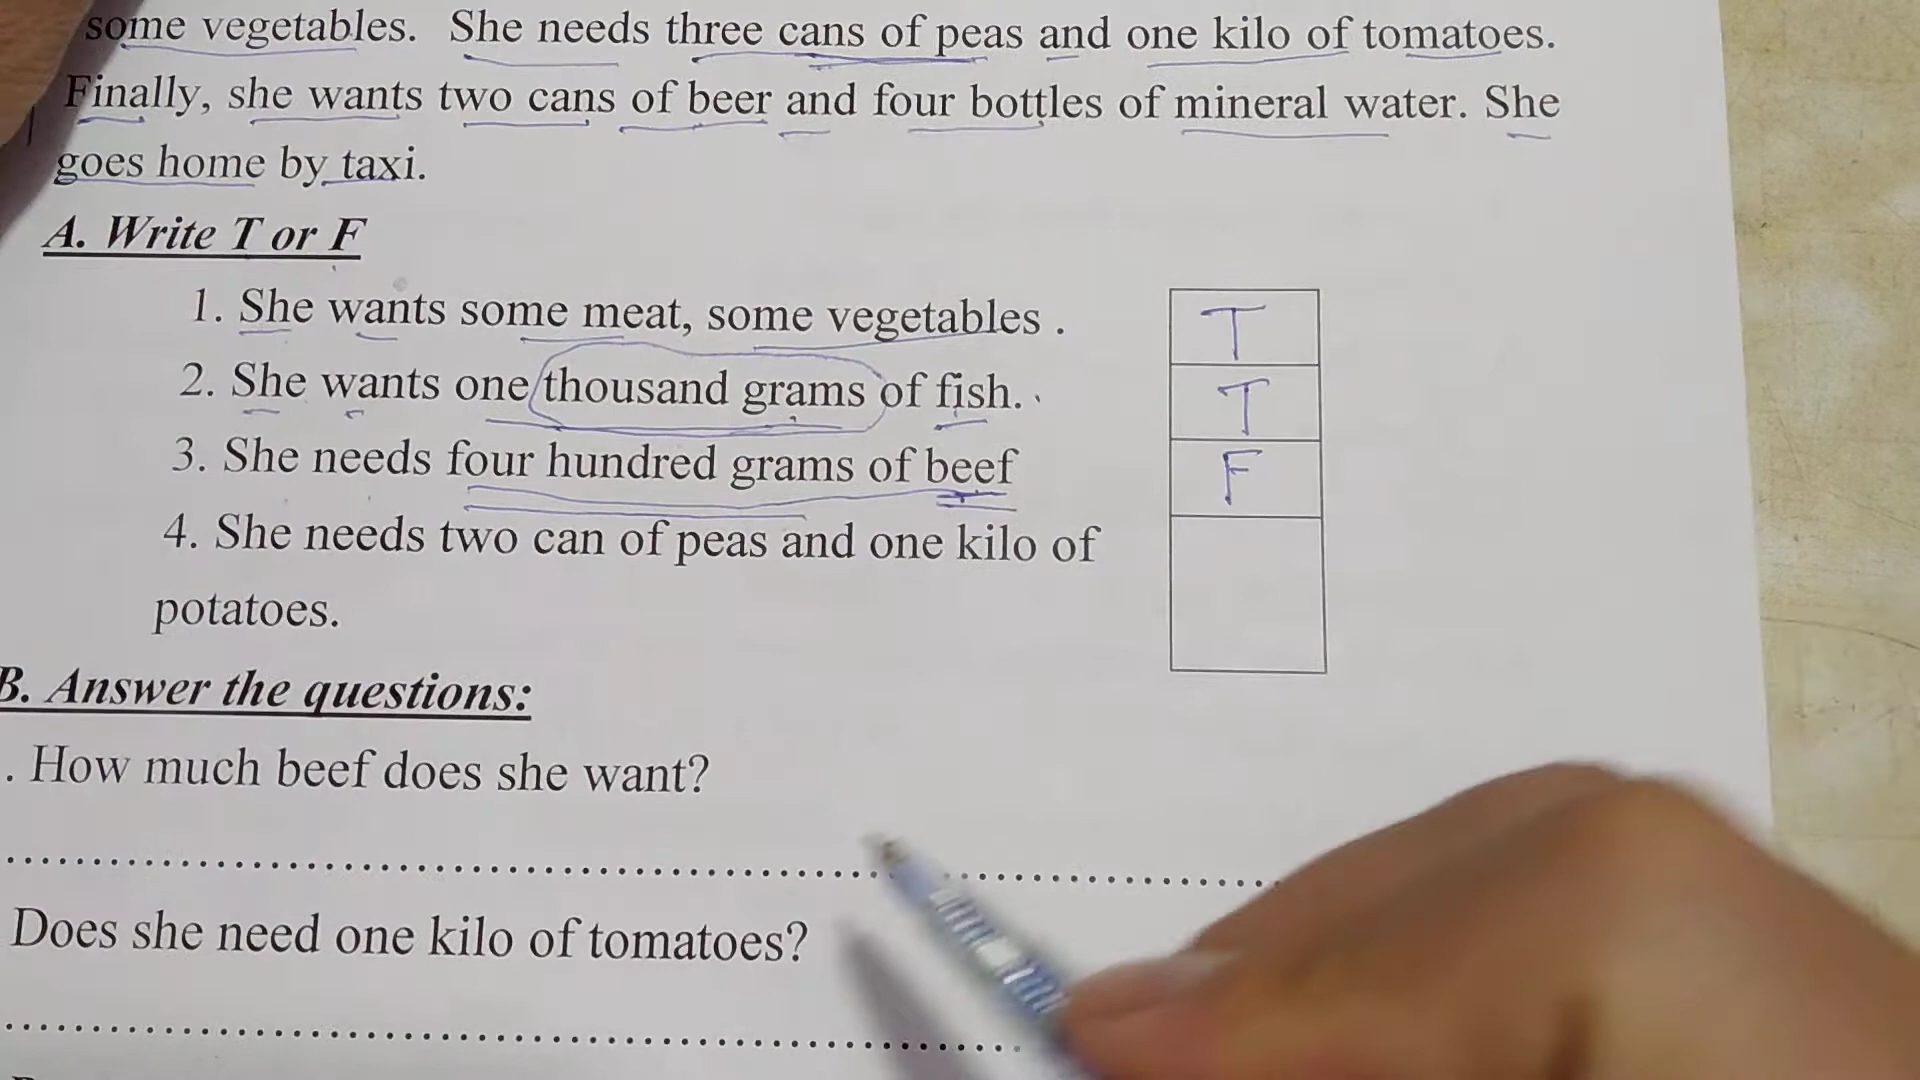 some vegetables. She needs three cans of peas and one kilo of tomatoes.
Finally, she wants two cans of beer and four bottles of mineral water. She
goes home by taxi.
A. Write T or F
1. She wants some meat, some vegetables .
T
2. She wants one thousand grams of fish.
T
3. She needs four hundred grams of beef
F
4. She needs two can of peas and one kilo of
potatoes.
B. Answer the questions:
. How much beef does she want?
Does she need one kilo of tomatoes?